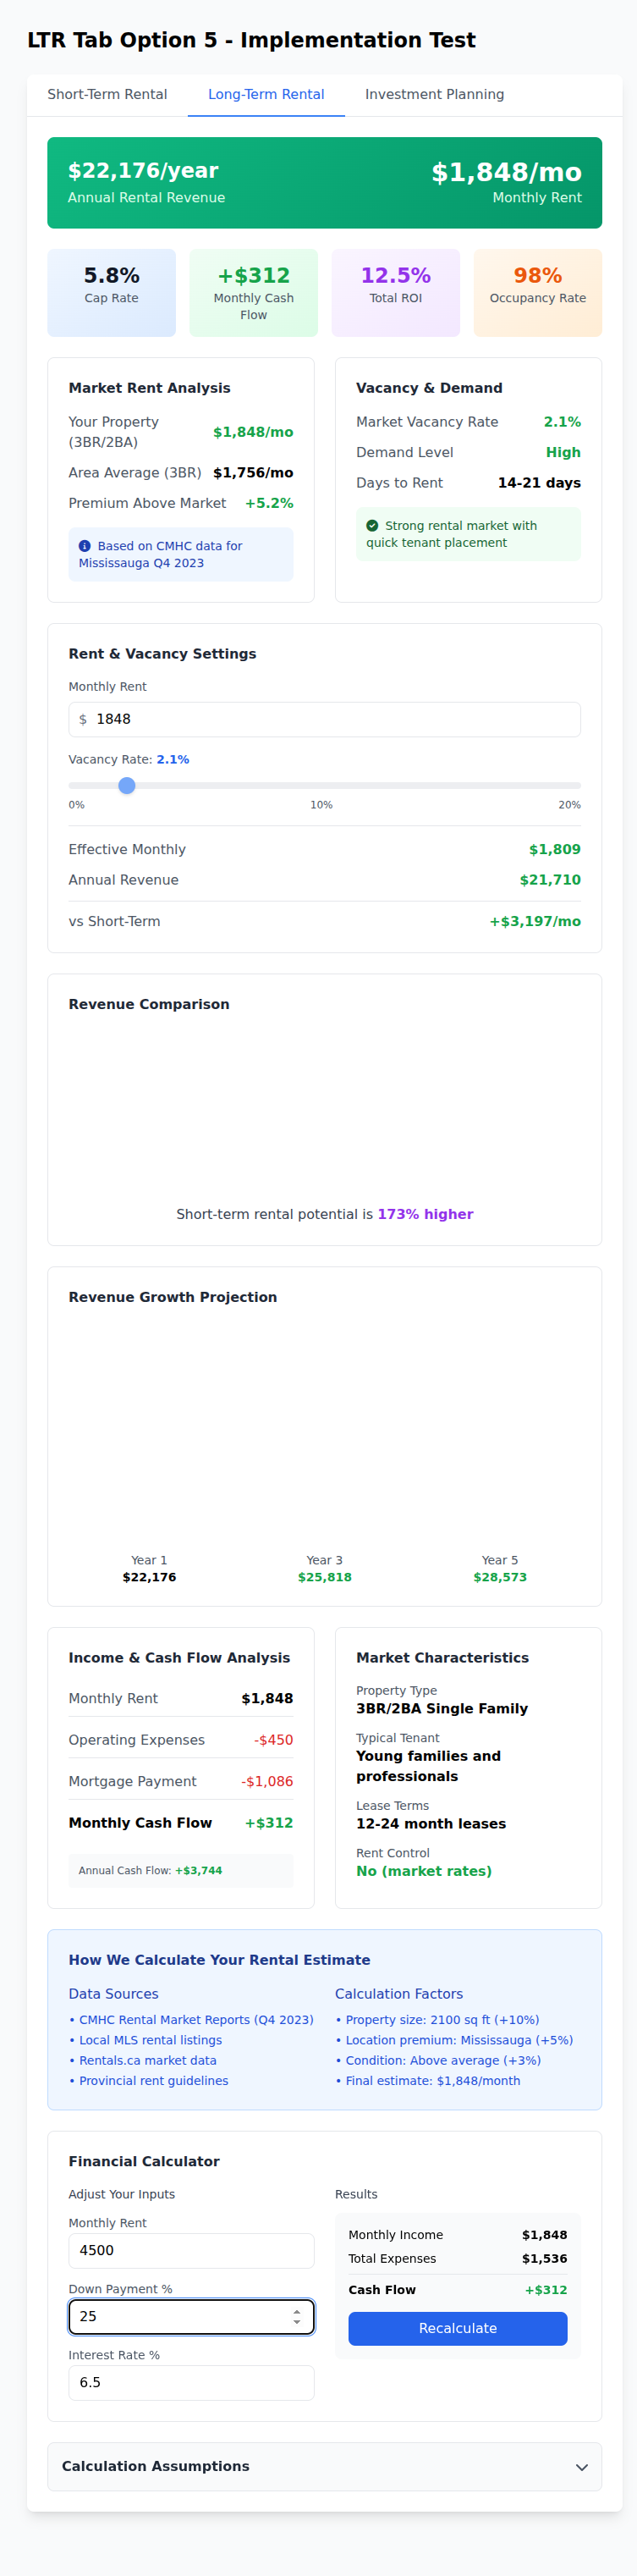 LTR Tab Option 5 - Implementation Test
Short-Term Rental
Long-Term Rental
Investment Planning
$22,176/year
Annual Rental Revenue
$1,848/mo
Monthly Rent
5.8%
Cap Rate
+$312
Monthly Cash
Flow
12.5%
Total ROI
98%
Occupancy Rate
Market Rent Analysis
Your Property
(3BR/2BA)
$1,848/mo
Area Average (3BR)
$1,756/mo
Premium Above Market
+5.2%
Based on CMHC data for
Mississauga Q4 2023
Vacancy & Demand
Market Vacancy Rate
2.1%
Demand Level
High
Days to Rent
14-21 days
Strong rental market with
quick tenant placement
Rent & Vacancy Settings
Monthly Rent
$ 1848
Vacancy Rate: 2.1%
0%
10%
20%
Effective Monthly
$1,809
Annual Revenue
$21,710
vs Short-Term
+$3,197/mo
Revenue Comparison
Short-term rental potential is 173% higher
Revenue Growth Projection
Year 1
$22,176
Year 3
$25,818
Year 5
$28,573
Income & Cash Flow Analysis
Monthly Rent
$1,848
Operating Expenses
-$450
Mortgage Payment
-$1,086
Monthly Cash Flow
+$312
Annual Cash Flow: +$3,744
Market Characteristics
Property Type
3BR/2BA Single Family
Typical Tenant
Young families and
professionals
Lease Terms
12-24 month leases
Rent Control
No (market rates)
How We Calculate Your Rental Estimate
Data Sources
• CMHC Rental Market Reports (Q4 2023)
• Local MLS rental listings
• Rentals.ca market data
• Provincial rent guidelines
Calculation Factors
• Property size: 2100 sq ft (+10%)
• Location premium: Mississauga (+5%)
• Condition: Above average (+3%)
• Final estimate: $1,848/month
Financial Calculator
Adjust Your Inputs
Monthly Rent
4500
Down Payment %
25
Interest Rate %
6.5
Results
Monthly Income
$1,848
Total Expenses
$1,536
Cash Flow
+$312
Recalculate
Calculation Assumptions